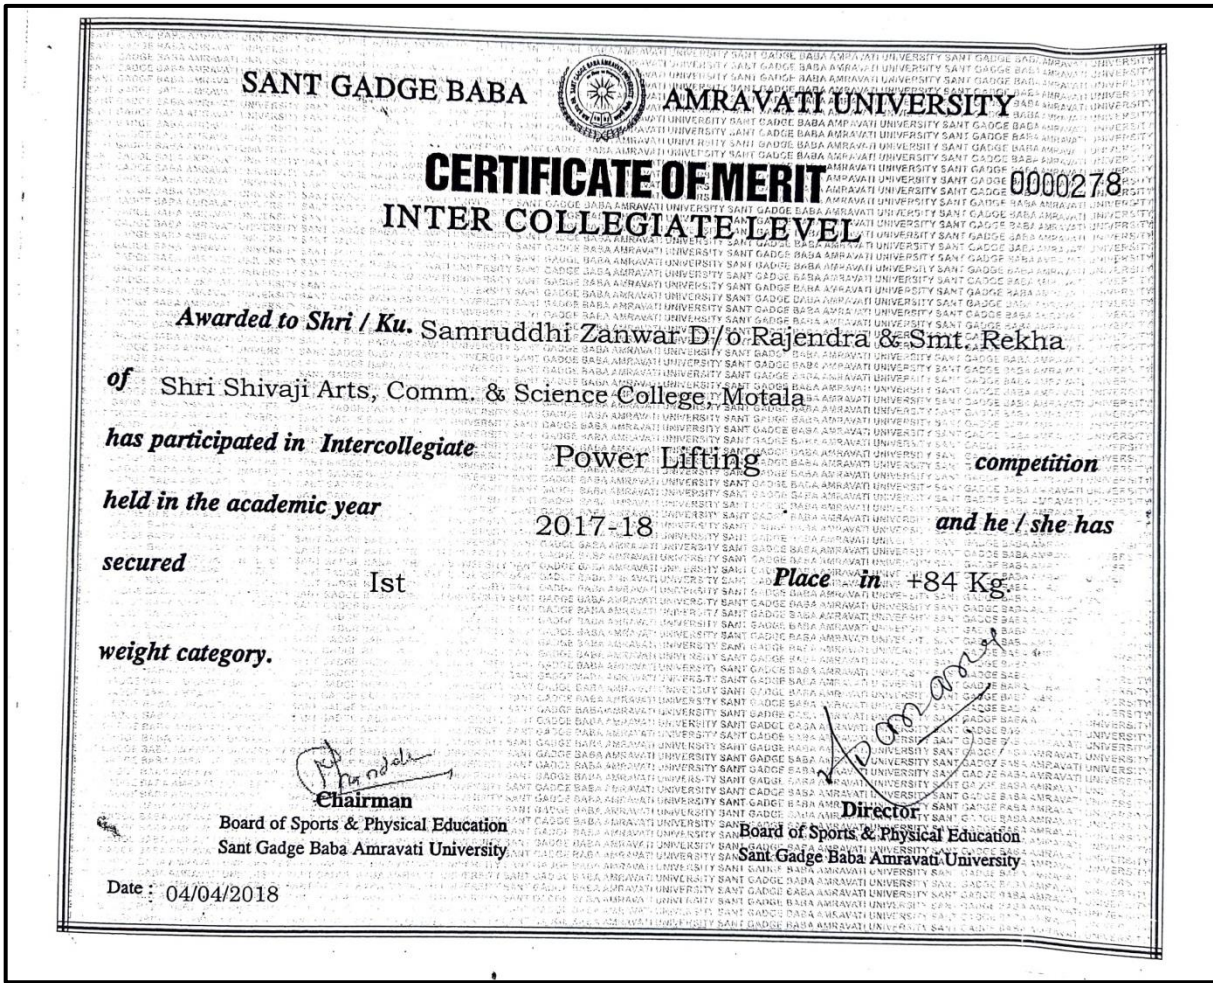 SANT GADGE BABA AMRAVATI UNIVERSITY
CERTIFICATE OF MERIT
0000278
INTER COLLEGIATE LEVEL
Awarded to Shri / Ku. Samruddhi Zanwar D/o Rajendra & Smt. Rekha
of Shri Shivaji Arts, Comm. & Science College, Motala
has participated in Intercollegiate Power Lifting competition
held in the academic year 2017-18 and he / she has
secured Ist Place in +84 Kg.
weight category.
Chairman
Board of Sports & Physical Education
Sant Gadge Baba Amravati University
Director
Board of Sports & Physical Education
Sant Gadge Baba Amravati University
Date : 04/04/2018